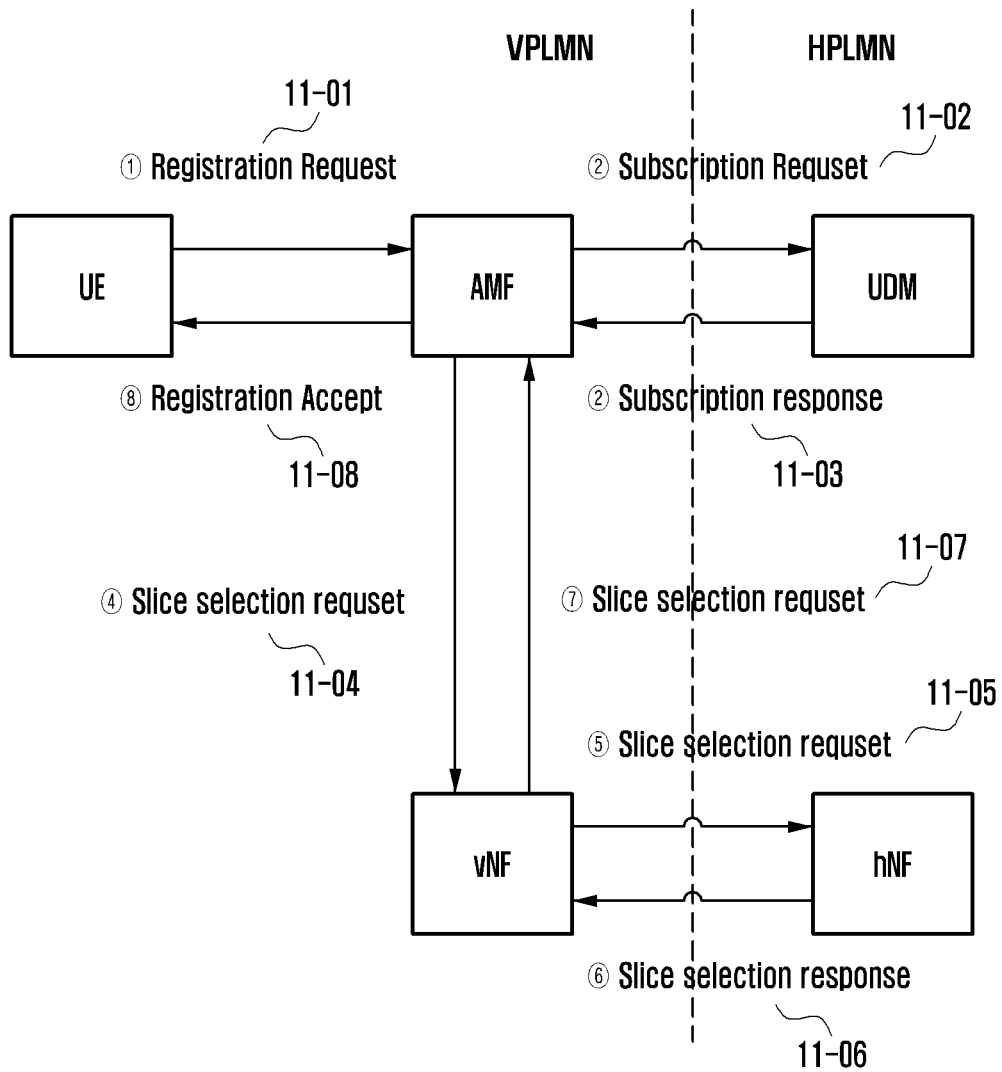 VPLMN
HPLMN
11-01
11-02
① Registration Request
② Subscription Requset
UE
AMF
UDM
⑧ Registration Accept
② Subscription response
11-08
11-03
11-07
④ Slice selection requset
⑦ Slice selection requset
11-04
11-05
⑤ Slice selection requset
vNF
hNF
⑥ Slice selection response
11-06